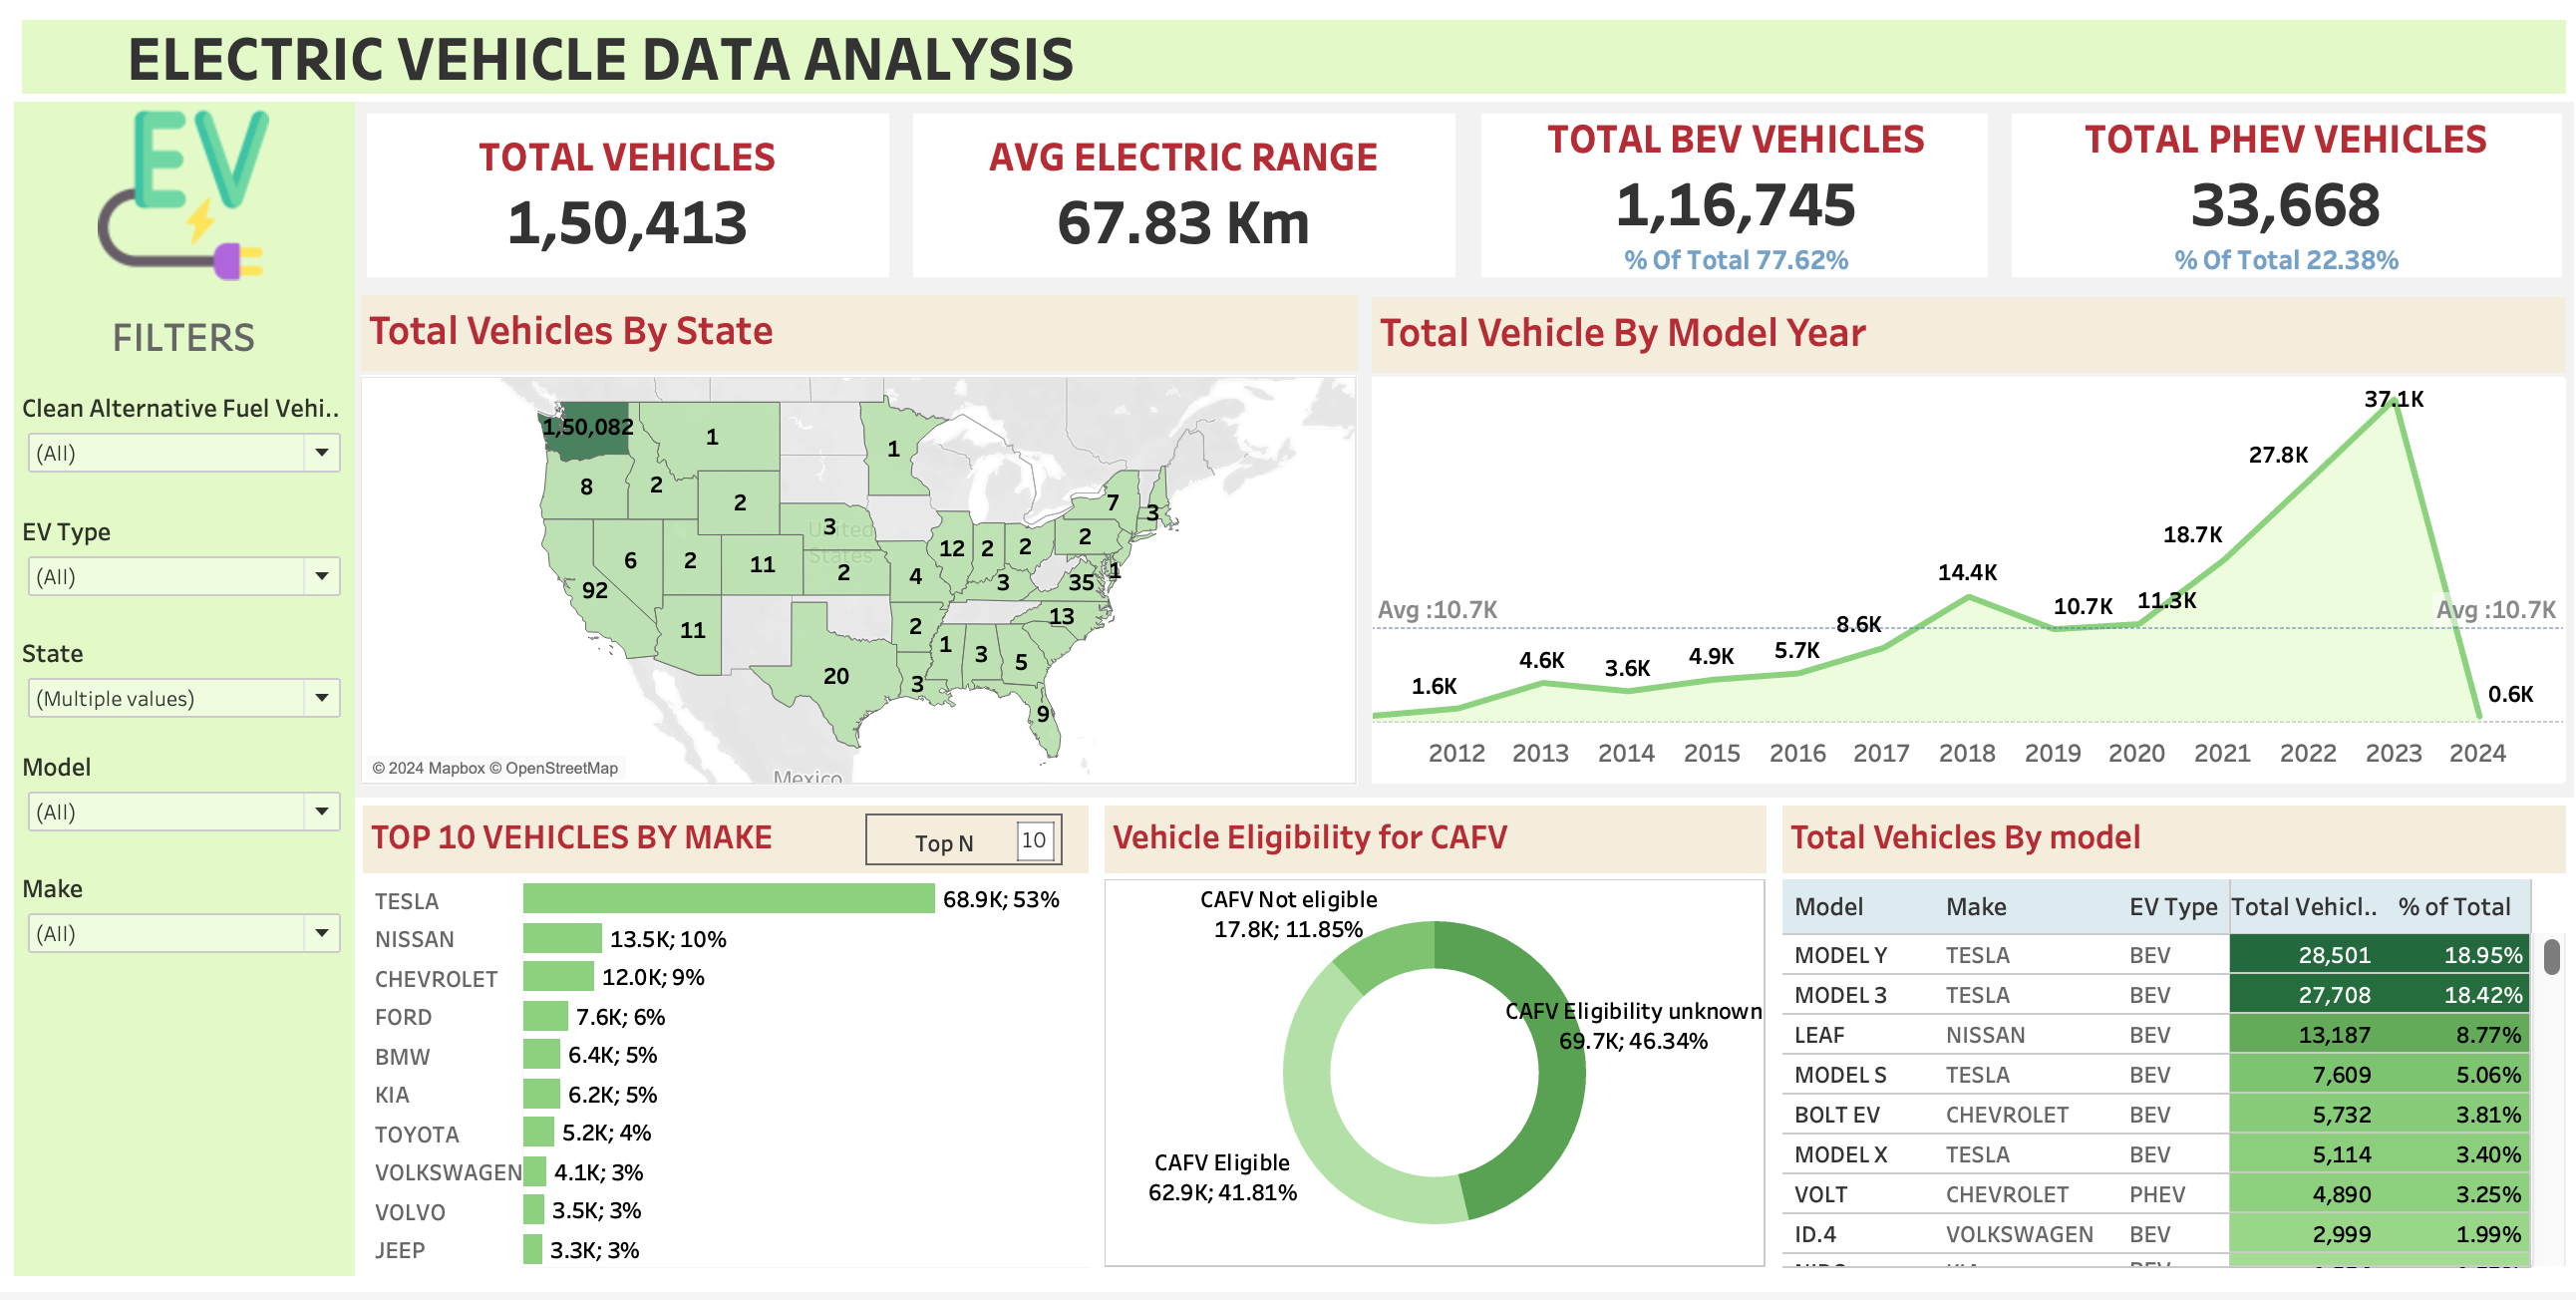 ELECTRIC VEHICLE DATA ANALYSIS
EV
FILTERS
Clean Alternative Fuel Vehi..
(All)
EV Type
(All)
State
(Multiple values)
Model
(All)
Make
(All)
TOTAL VEHICLES
1,50,413
AVG ELECTRIC RANGE
67.83 Km
TOTAL BEV VEHICLES
1,16,745
% Of Total 77.62%
TOTAL PHEV VEHICLES
33,668
% Of Total 22.38%
Total Vehicles By State
1,50,082
1
1
8
2
2
7
3
3
United
States
2
6
2
11
2
12
2
2
4
3
35
1
92
11
13
2
1
3
5
20
3
9
© 2024 Mapbox © OpenStreetMap
Mexico
Total Vehicle By Model Year
37.1K
27.8K
18.7K
14.4K
10.7K
11.3K
8.6K
5.7K
4.9K
3.6K
4.6K
1.6K
0.6K
Avg :10.7K
Avg :10.7K
2012 2013 2014 2015 2016 2017 2018 2019 2020 2021 2022 2023 2024
TOP 10 VEHICLES BY MAKE
Top N 10
TESLA 68.9K; 53%
NISSAN 13.5K; 10%
CHEVROLET 12.0K; 9%
FORD 7.6K; 6%
BMW 6.4K; 5%
KIA 6.2K; 5%
TOYOTA 5.2K; 4%
VOLKSWAGEN 4.1K; 3%
VOLVO 3.5K; 3%
JEEP 3.3K; 3%
Vehicle Eligibility for CAFV
CAFV Not eligible
17.8K; 11.85%
CAFV Eligibility unknown
69.7K; 46.34%
CAFV Eligible
62.9K; 41.81%
Total Vehicles By model
Model Make EV Type Total Vehicl.. % of Total
MODEL Y TESLA BEV 28,501 18.95%
MODEL 3 TESLA BEV 27,708 18.42%
LEAF NISSAN BEV 13,187 8.77%
MODEL S TESLA BEV 7,609 5.06%
BOLT EV CHEVROLET BEV 5,732 3.81%
MODEL X TESLA BEV 5,114 3.40%
VOLT CHEVROLET PHEV 4,890 3.25%
ID.4 VOLKSWAGEN BEV 2,999 1.99%